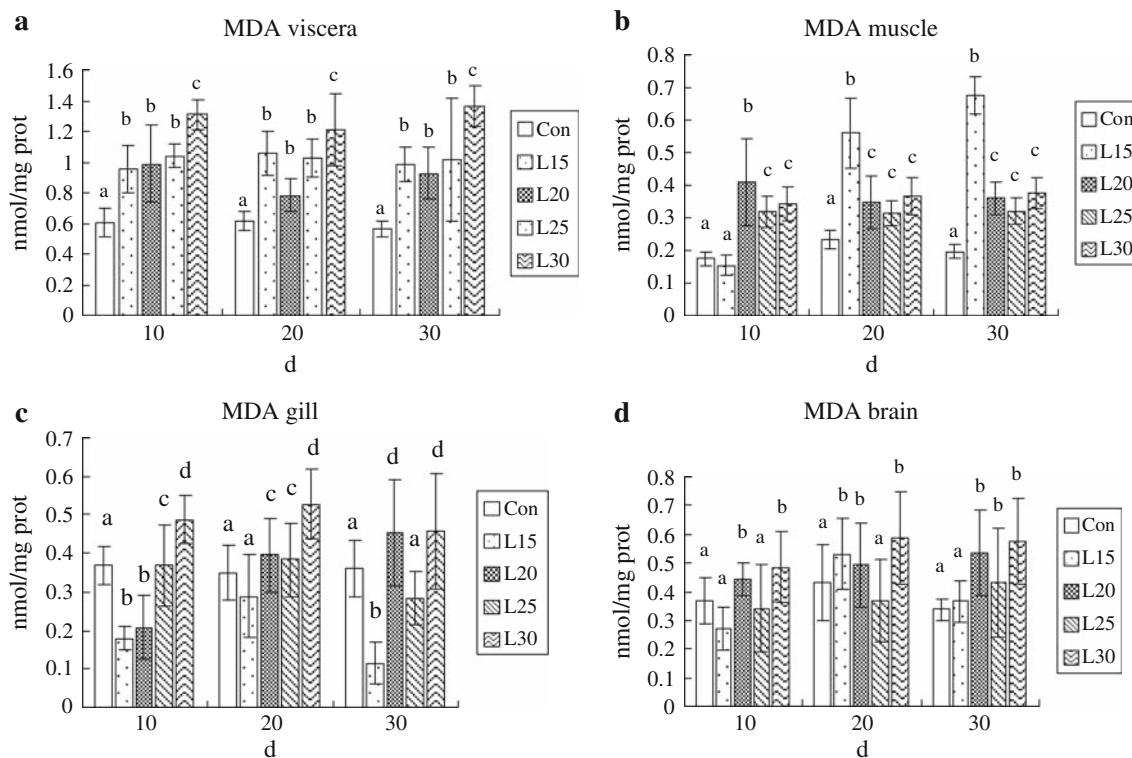 a
MDA viscera
nmol/mg prot
1.6
1.4
1.2
1
0.8
0.6
0.4
0.2
0
a b b b c
a b b b c
a b b b c
10 20 30
d
Con
L15
L20
L25
L30
b
MDA muscle
nmol/mg prot
0.8
0.7
0.6
0.5
0.4
0.3
0.2
0.1
0
a a b c c
a b c c c
a b c c c
10 20 30
d
Con
L15
L20
L25
L30
c
MDA gill
nmol/mg prot
0.7
0.6
0.5
0.4
0.3
0.2
0.1
0
a b b c d
a a c c d
a b d a d
10 20 30
d
Con
L15
L20
L25
L30
d
MDA brain
nmol/mg prot
0.8
0.7
0.6
0.5
0.4
0.3
0.2
0.1
0
a a b a b
a b b a b
a a b b b
10 20 30
d
Con
L15
L20
L25
L30